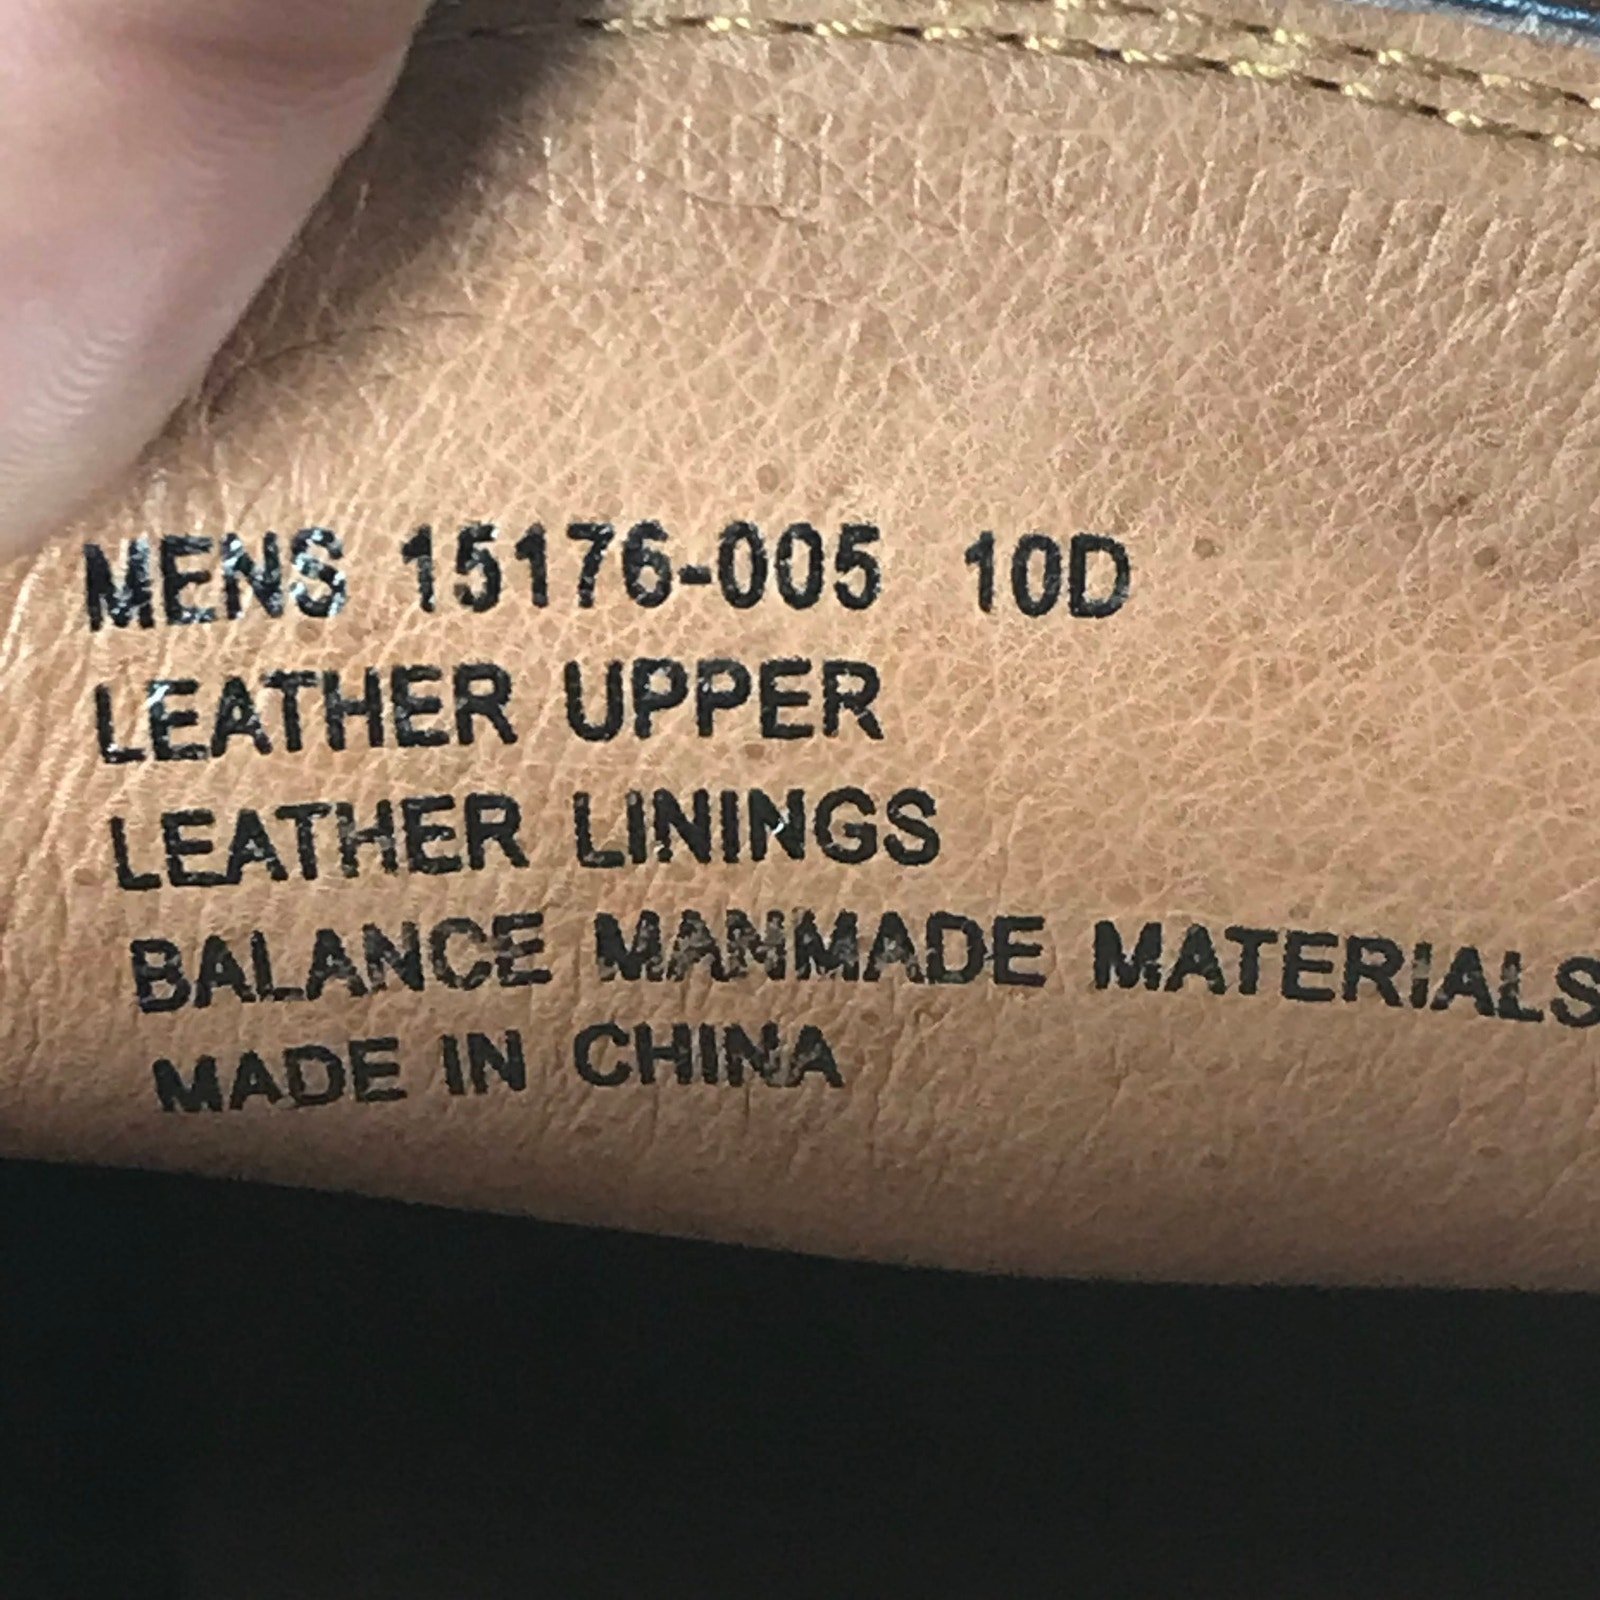 MENS 15176-005 10D
LEATHER UPPER
LEATHER LININGS
BALANCE MANMADE MATERIALS
MADE IN CHINA